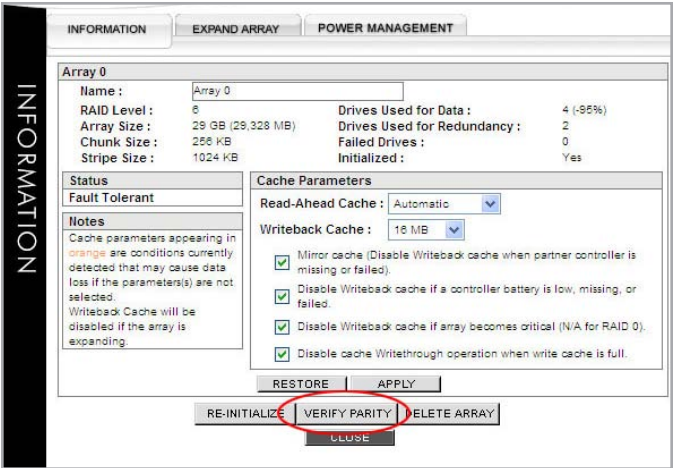 INFORMATION
EXPAND ARRAY
POWER MANAGEMENT
INFORMATION
Array 0
Name : Array 0
RAID Level : 6 Drives Used for Data : 4 (-95%)
Array Size : 29 GB (29,328 MB) Drives Used for Redundancy : 2
Chunk Size : 256 KB Failed Drives : 0
Stripe Size : 1024 KB Initialized : Yes
Status
Fault Tolerant
Notes
Cache parameters appearing in
orange are conditions currently
detected that may cause data
loss if the parameters(s) are not
selected.
Writeback Cache will be
disabled if the array is
expanding.
Cache Parameters
Read-Ahead Cache : Automatic
Writeback Cache : 16 MB
Mirror cache (Disable Writeback cache when partner controller is
missing or failed).
Disable Writeback cache if a controller battery is low, missing, or
failed.
Disable Writeback cache if array becomes critical (N/A for RAID 0).
Disable cache Writethrough operation when write cache is full.
RESTORE APPLY
RE-INITIALIZE VERIFY PARITY DELETE ARRAY
CLOSE